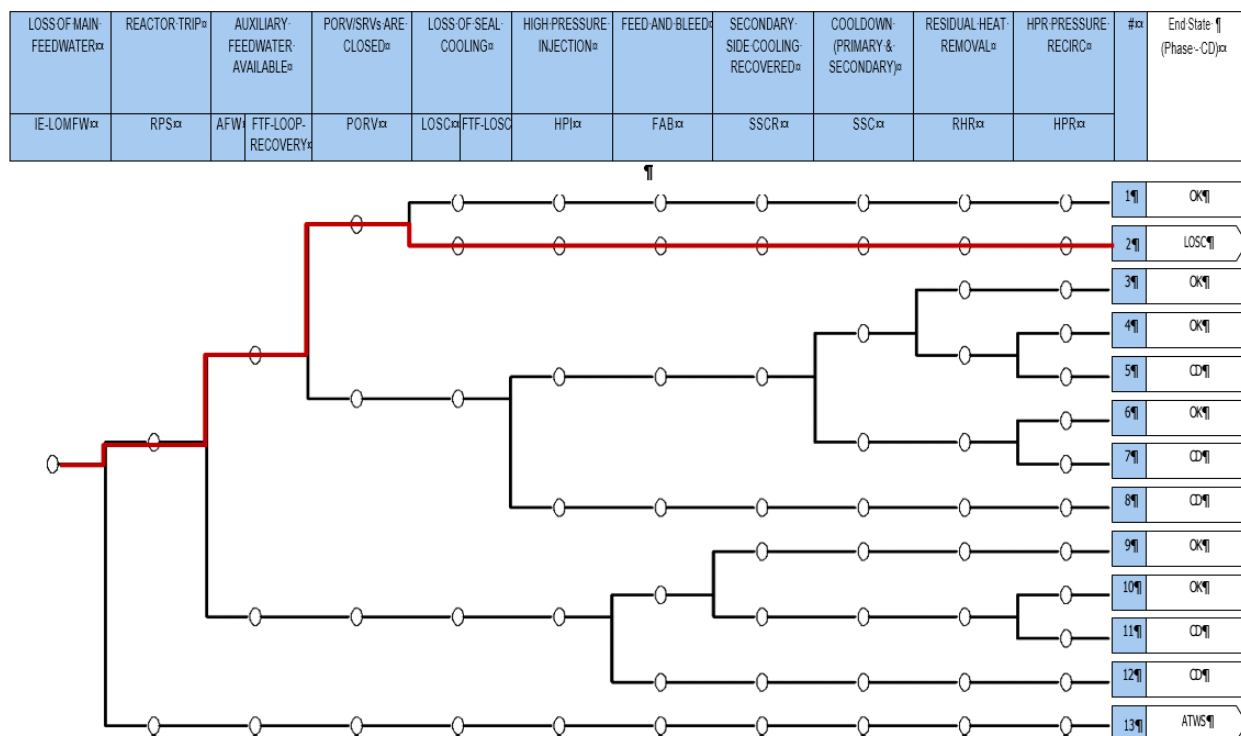 LOSS OF MAIN
FEEDWATER¤¤
REACTOR TRIP¤
AUXILIARY·
FEEDWATER·
AVAILABLE¤
PORV/SRVs ARE·
CLOSED¤
LOSS OF SEAL·
COOLING¤
HIGH PRESSURE·
INJECTION¤
FEED AND BLEED¤
SECONDARY·
SIDE COOLING·
RECOVERED¤
COOLDOWN·
(PRIMARY &·
SECONDARY)¤
RESIDUAL HEAT·
REMOVAL¤
HPR PRESSURE·
RECIRC¤
#¤¤
End State·¶
(Phase·- CD)¤¤
IE-LOMFW¤¤
RPS¤¤
AFW¤
FTF-LOOP-
RECOVERY¤
PORV¤
LOSC¤
FTF-LOSC
HPI¤
FAB¤
SSCR¤
SSC¤
RHR¤
HPR¤
¶
1¶ OK¶
2¶ LOSC¶
3¶ OK¶
4¶ OK¶
5¶ CD¶
6¶ OK¶
7¶ CD¶
8¶ CD¶
9¶ OK¶
10¶ OK¶
11¶ CD¶
12¶ CD¶
13¶ ATWS¶